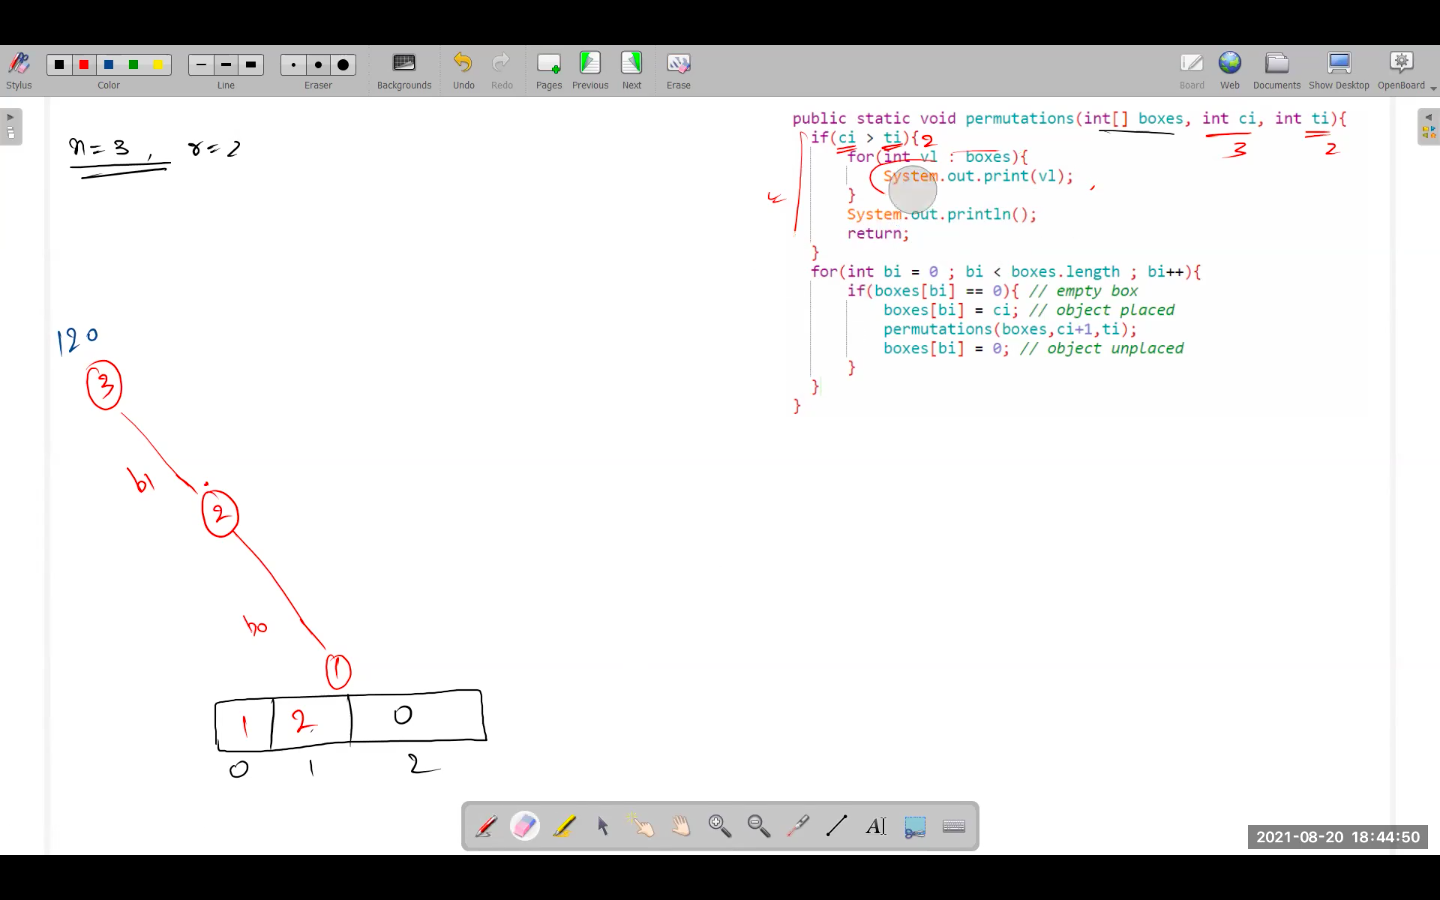 Stylus Color Line Eraser Backgrounds Undo Redo Pages Previous Next Erase Board Web Documents Show Desktop OpenBoard
n=3, r=2
public static void permutations(int[] boxes, int ci, int ti){
if(ci > ti){ 2
3 2
for(int vl : boxes){
System.out.print(vl);
}
System.out.println();
return;
}
for(int bi = 0 ; bi < boxes.length ; bi++){
if(boxes[bi] == 0){ // empty box
boxes[bi] = ci; // object placed
permutations(boxes,ci+1,ti);
boxes[bi] = 0; // object unplaced
}
}
}
120
3
b1
2
b0
1
1 2 0
0 1 2
2021-08-20 18:44:50